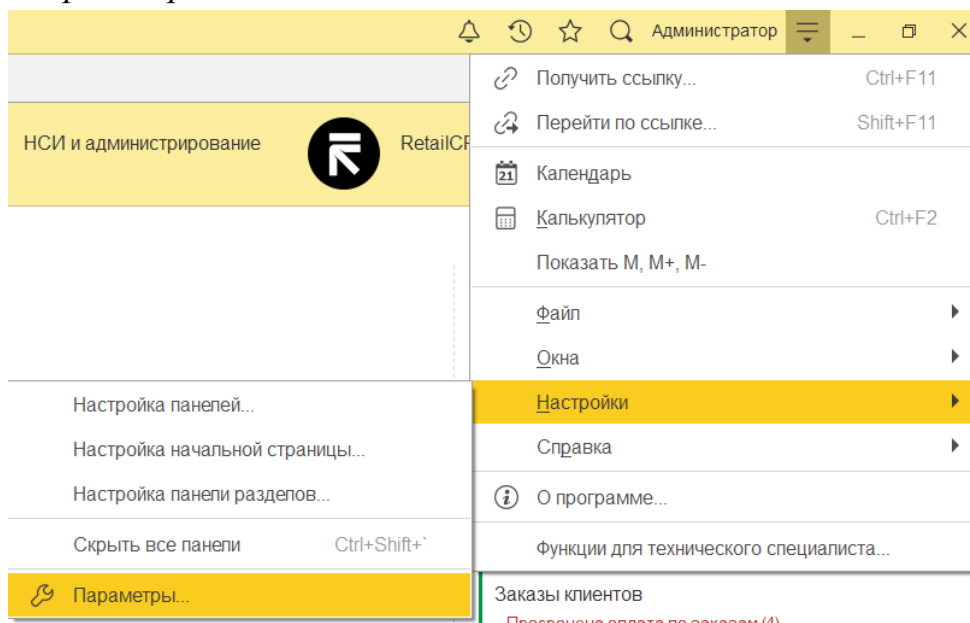 Администратор
Получить ссылку... Ctrl+F11
Перейти по ссылке... Shift+F11
НСИ и администрирование
21
Календарь
Калькулятор Ctrl+F2
Показать M, M+, M-
Файл
Окна
Настройки
Справка
О программе...
Функции для технического специалиста...
Настройка панелей...
Настройка начальной страницы...
Настройка панели разделов...
Скрыть все панели Ctrl+Shift+`
Параметры...
Заказы клиентов